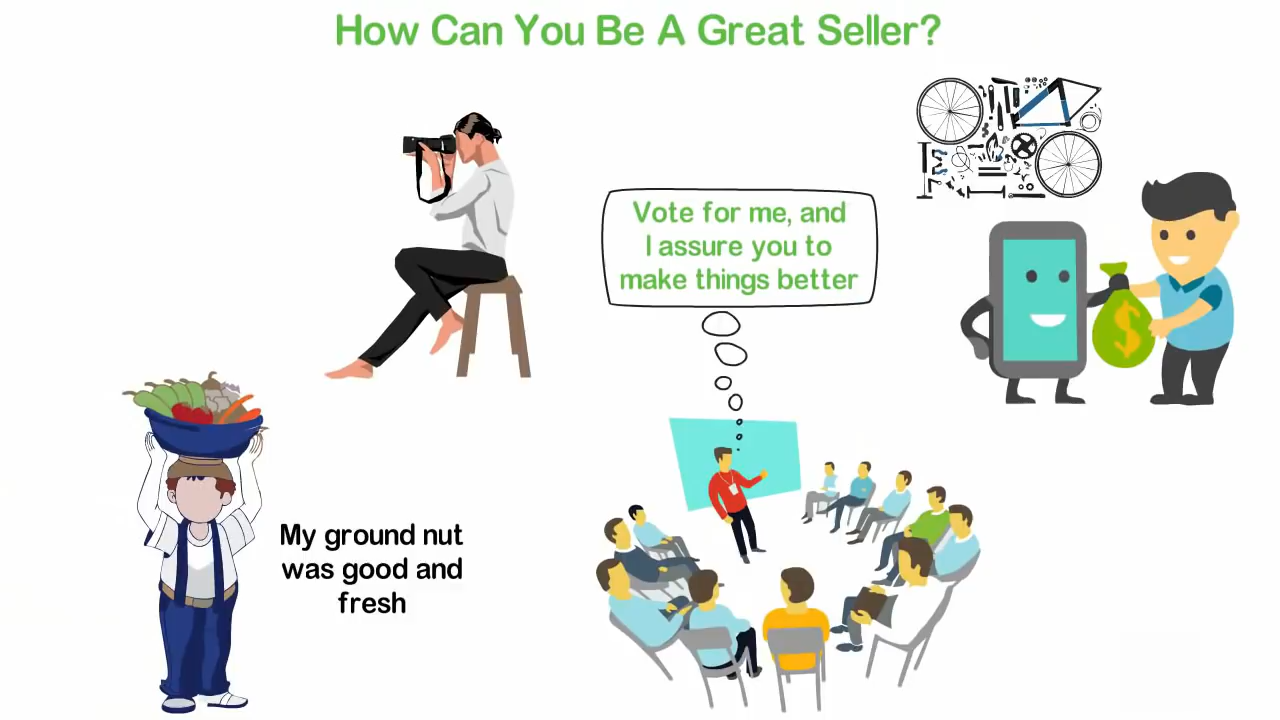 How Can You Be A Great Seller?
Vote for me, and
I assure you to
make things better
My ground nut
was good and
fresh
$